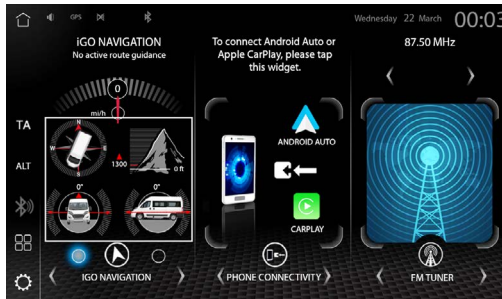 GPS
Wednesday 22 March 00:03
iGO NAVIGATION
No active route guidance
0
mi/h
N
W
E
S
1300
0 ft
0°
0°
iGO NAVIGATION
To connect Android Auto or
Apple CarPlay, please tap
this widget.
ANDROID AUTO
CARPLAY
PHONE CONNECTIVITY
87.50 MHz
FM TUNER
TA
ALT